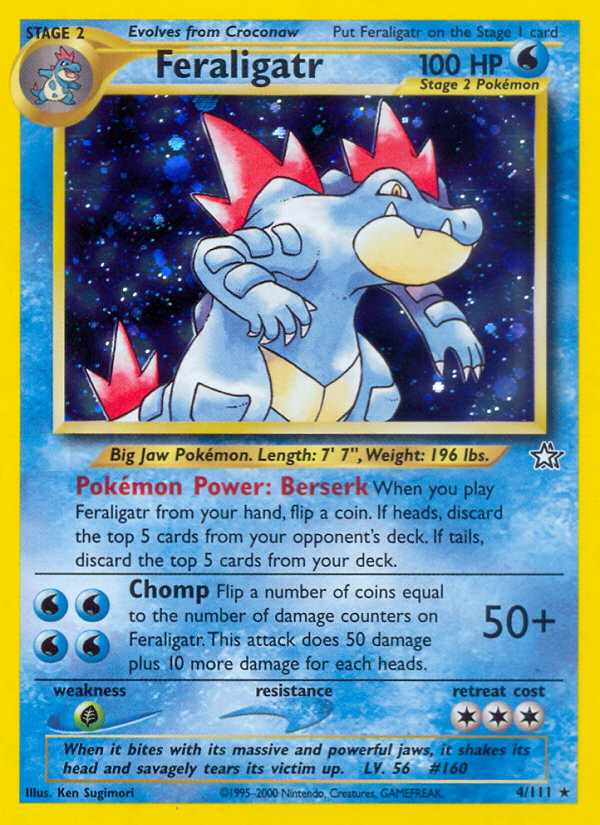 STAGE 2 Evolves from Croconaw Put Feraligatr on the Stage 1 card
Feraligatr 100 HP
Stage 2 Pokémon
Big Jaw Pokémon. Length: 7' 7", Weight: 196 lbs.
Pokémon Power: Berserk When you play
Feraligatr from your hand, flip a coin. If heads, discard
the top 5 cards from your opponent's deck. If tails,
discard the top 5 cards from your deck.
Chomp Flip a number of coins equal
to the number of damage counters on
Feraligatr. This attack does 50 damage
plus 10 more damage for each heads.
50+
weakness resistance retreat cost
When it bites with its massive and powerful jaws, it shakes its
head and savagely tears its victim up. LV. 56 #160
Illus. Ken Sugimori ©1995-2000 Nintendo, Creatures, GAMEFREAK. 4/111 ★